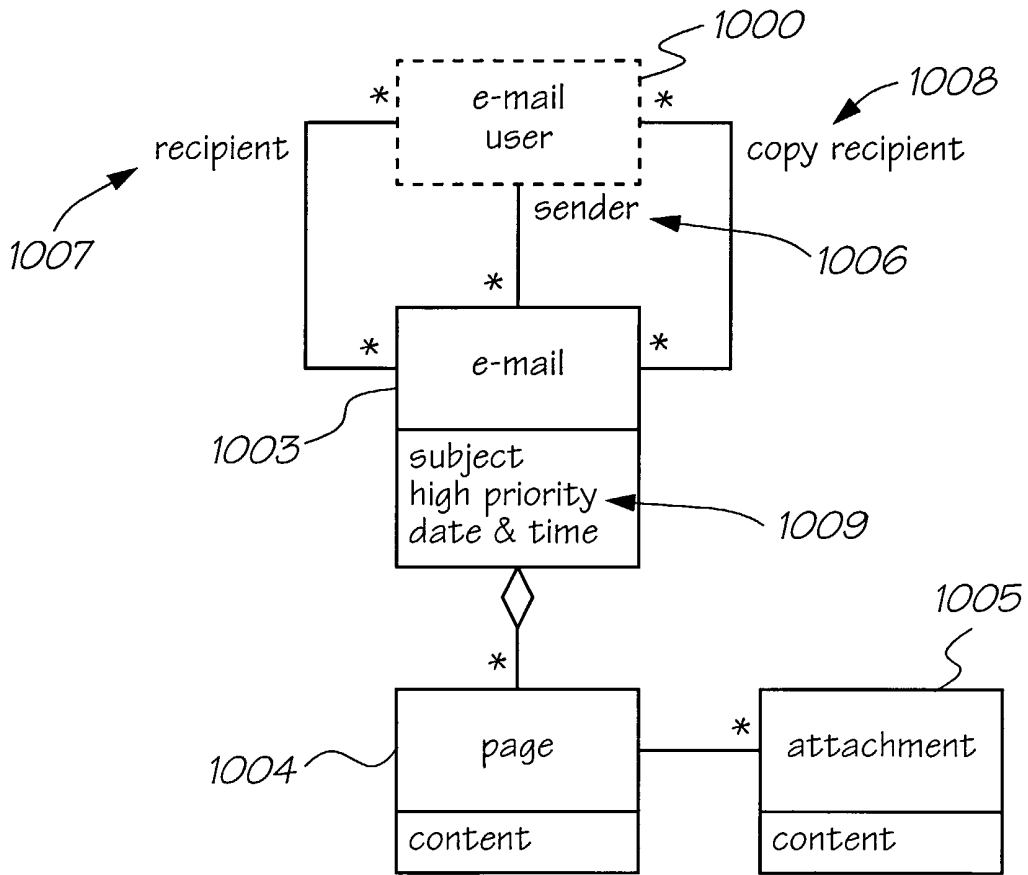 1000
1008
*
e-mail
user
*
recipient
copy recipient
1007
sender
1006
*
*
e-mail
*
1003
subject
high priority
date & time
1009
1005
*
page
*
attachment
1004
content
content